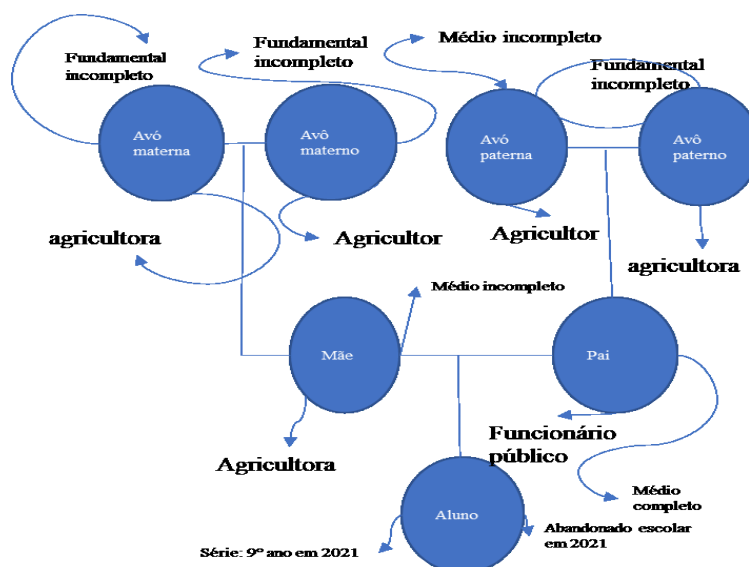 Fundamental
incompleto
Fundamental
incompleto
Médio incompleto
Fundamental
incompleto
Avó
materna
Avô
materno
Avó
paterna
Avô
paterno
agricultora
Agricultor
Agricultor
agricultora
Médio incompleto
Mãe
Pai
Agricultora
Funcionário
público
Médio
completo
Aluno
Série: 9º ano em 2021
Abandonado escolar
em 2021